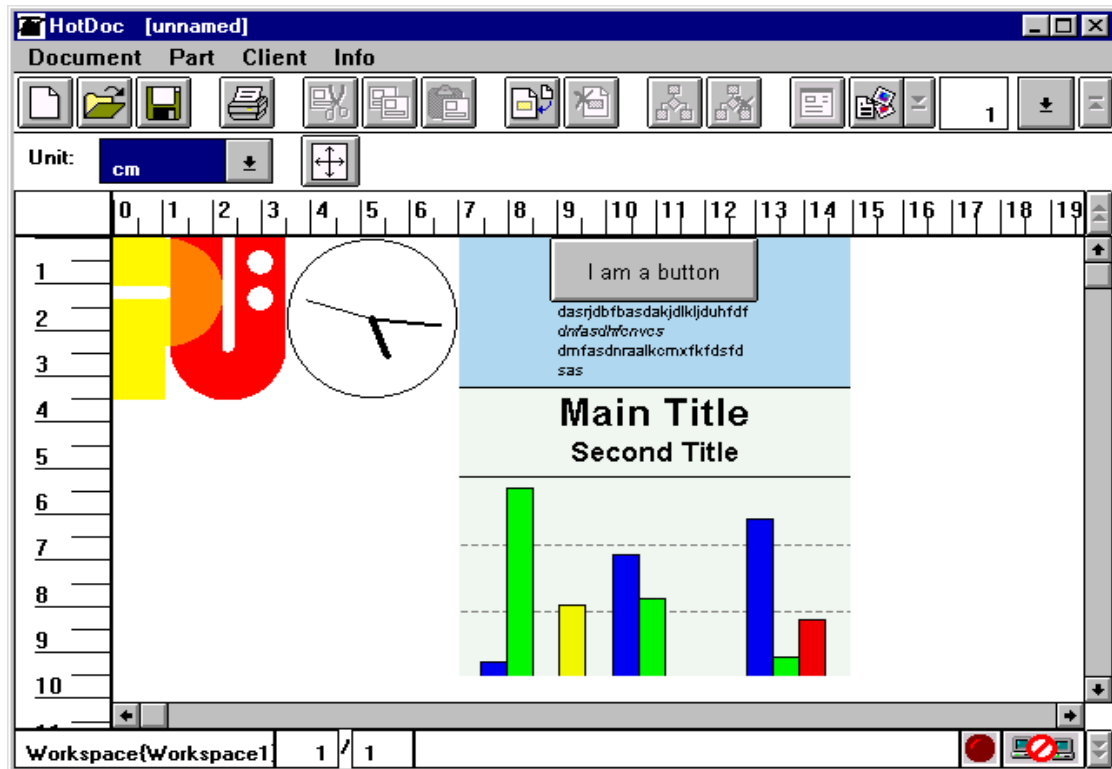 HotDoc [unnamed]
Document Part Client Info
1
Unit: cm
0 1 2 3 4 5 6 7 8 9 10 11 12 13 14 15 16 17 18 19
1
2
3
4
5
6
7
8
9
10
I am a button
dasrjdbfbasdakjdlkljduhfdf
dnfasdhfcnvcs
dmfasdnraalkcmxfkfdsfd
sas
Main Title
Second Title
Workspace{Workspace1 1 / 1